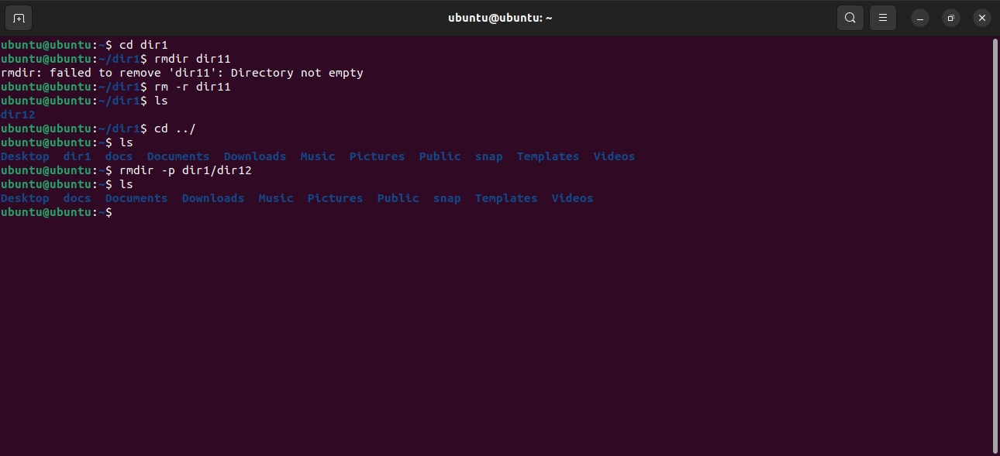 ubuntu@ubuntu: ~
ubuntu@ubuntu:~$ cd dir1
ubuntu@ubuntu:~/dir1$ rmdir dir11
rmdir: failed to remove 'dir11': Directory not empty
ubuntu@ubuntu:~/dir1$ rm -r dir11
ubuntu@ubuntu:~/dir1$ ls
dir12
ubuntu@ubuntu:~/dir1$ cd ../
ubuntu@ubuntu:~$ ls
Desktop  dir1  docs  Documents  Downloads  Music  Pictures  Public  snap  Templates  Videos
ubuntu@ubuntu:~$ rmdir -p dir1/dir12
ubuntu@ubuntu:~$ ls
Desktop  docs  Documents  Downloads  Music  Pictures  Public  snap  Templates  Videos
ubuntu@ubuntu:~$